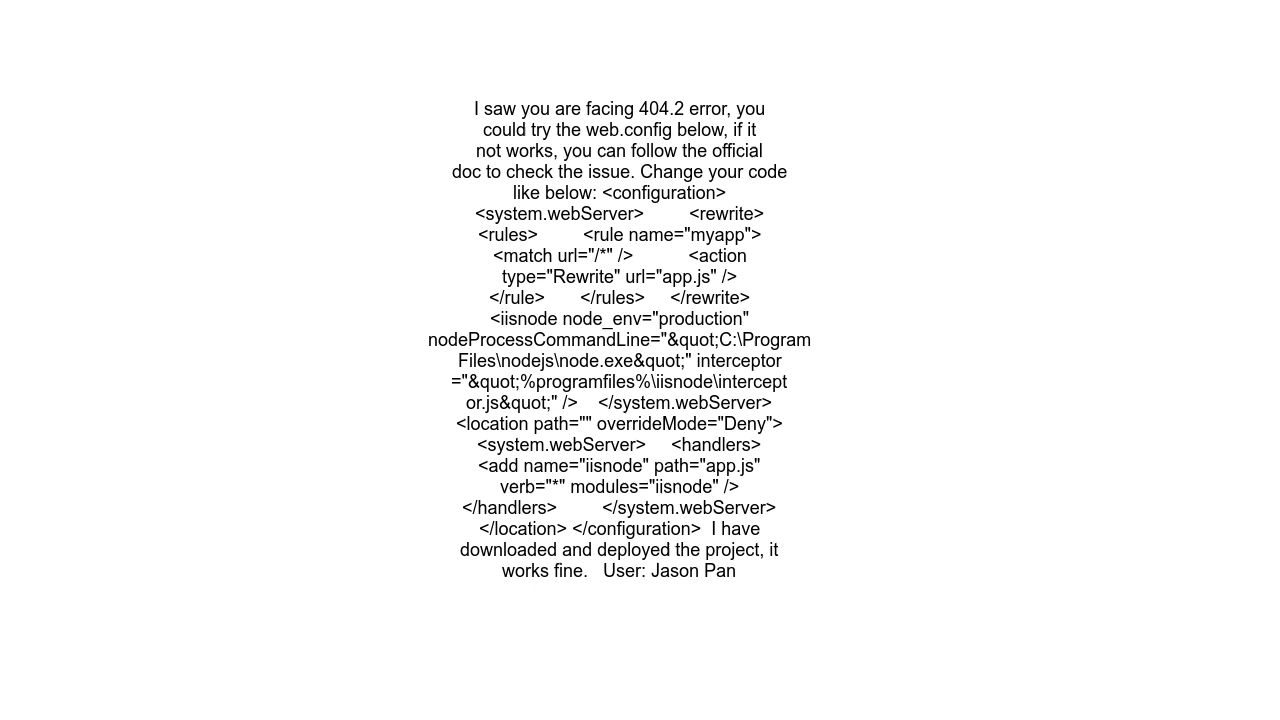 I saw you are facing 404.2 error, you
could try the web.config below, if it
not works, you can follow the official
doc to check the issue. Change your code
like below: <configuration>
<system.webServer>         <rewrite>
<rules>         <rule name="myapp">
<match url="/*" />           <action
type="Rewrite" url="app.js" />
</rule>       </rules>     </rewrite>
<iisnode node_env="production"
nodeProcessCommandLine="&quot;C:\Program
Files\nodejs\node.exe&quot;" interceptor
="&quot;%programfiles%\iisnode\intercept
or.js&quot;" />    </system.webServer>
<location path="" overrideMode="Deny">
<system.webServer>     <handlers>
<add name="iisnode" path="app.js"
verb="*" modules="iisnode" />
</handlers>         </system.webServer>
</location> </configuration>  I have
downloaded and deployed the project, it
works fine.   User: Jason Pan